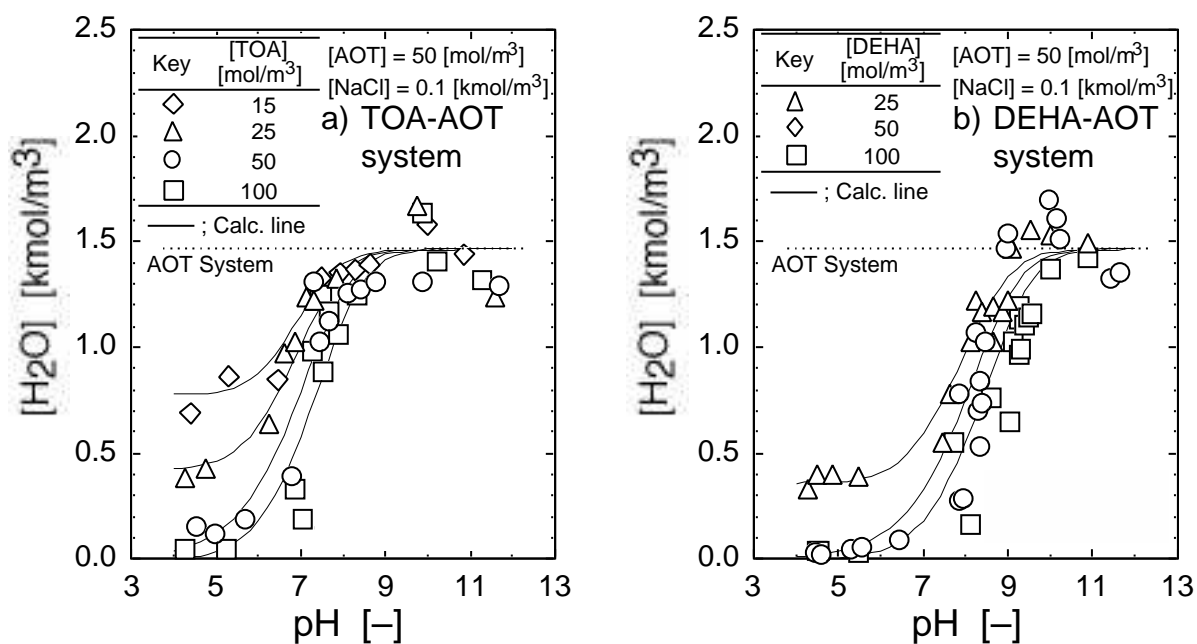 2.5
2.0
1.5
1.0
0.5
0.0
[H2O] [kmol/m3]
Key [TOA] [mol/m3]
15
25
50
100
— ; Calc. line
[AOT] = 50 [mol/m3]
[NaCl] = 0.1 [kmol/m3].
a) TOA-AOT
system
AOT System
3 5 7 9 11 13
pH [–]
2.5
2.0
1.5
1.0
0.5
0.0
[H2O] [kmol/m3]
Key [DEHA] [mol/m3]
25
50
100
— ; Calc. line
[AOT] = 50 [mol/m3]
[NaCl] = 0.1 [kmol/m3].
b) DEHA-AOT
system
AOT System
3 5 7 9 11 13
pH [–]